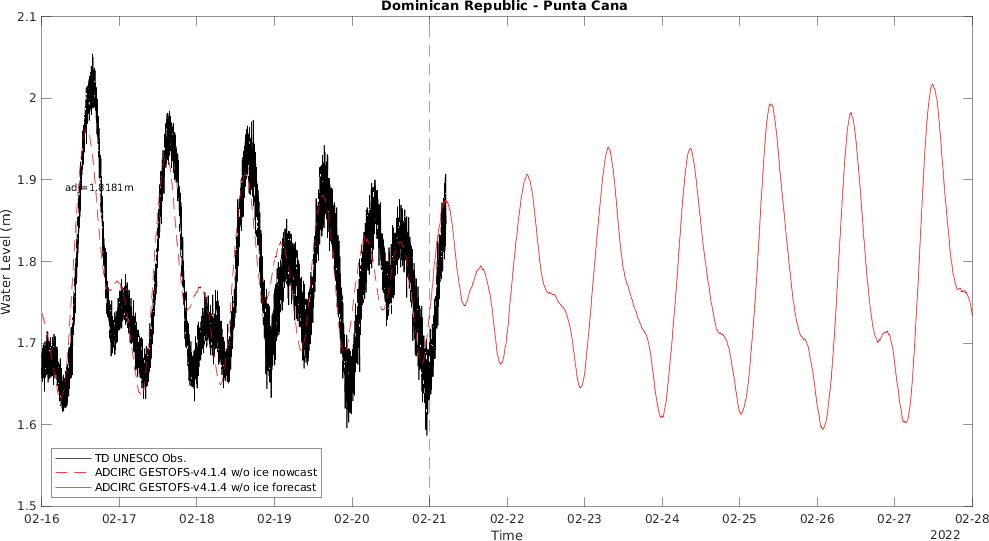 Dominican Republic - Punta Cana
2.1
2
1.9
1.8
1.7
1.6
1.5
Water Level (m)
adj=1.8181m
TD UNESCO Obs.
ADCIRC GESTOFS-v4.1.4 w/o ice nowcast
ADCIRC GESTOFS-v4.1.4 w/o ice forecast
02-16 02-17 02-18 02-19 02-20 02-21 02-22 02-23 02-24 02-25 02-26 02-27 02-28
Time
2022